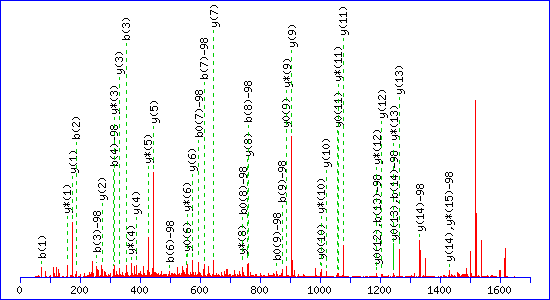 b(1)
y*(1)
y(1)
b(2)
b(3)-98
y(2)
b(4)-98
y*(3)
y(3)
b(3)
y*(4)
y(4)
y*(5)
y(5)
b(6)-98
y0(6)
y*(6)
y(6)
b0(7)-98
b(7)-98
y(7)
y*(8)
b0(8)-98
y(8)
b(8)-98
b0(9)-98
b(9)-98
y0(9)
y*(9)
y(9)
y0(10)
y*(10)
y(10)
y0(11)
y*(11)
y(11)
y0(12),b(13)-98
y*(12)
y(12)
y0(13),b(14)-98
y*(13)
y(13)
y(14)-98
y(14),y*(15)-98
0 200 400 600 800 1000 1200 1400 1600